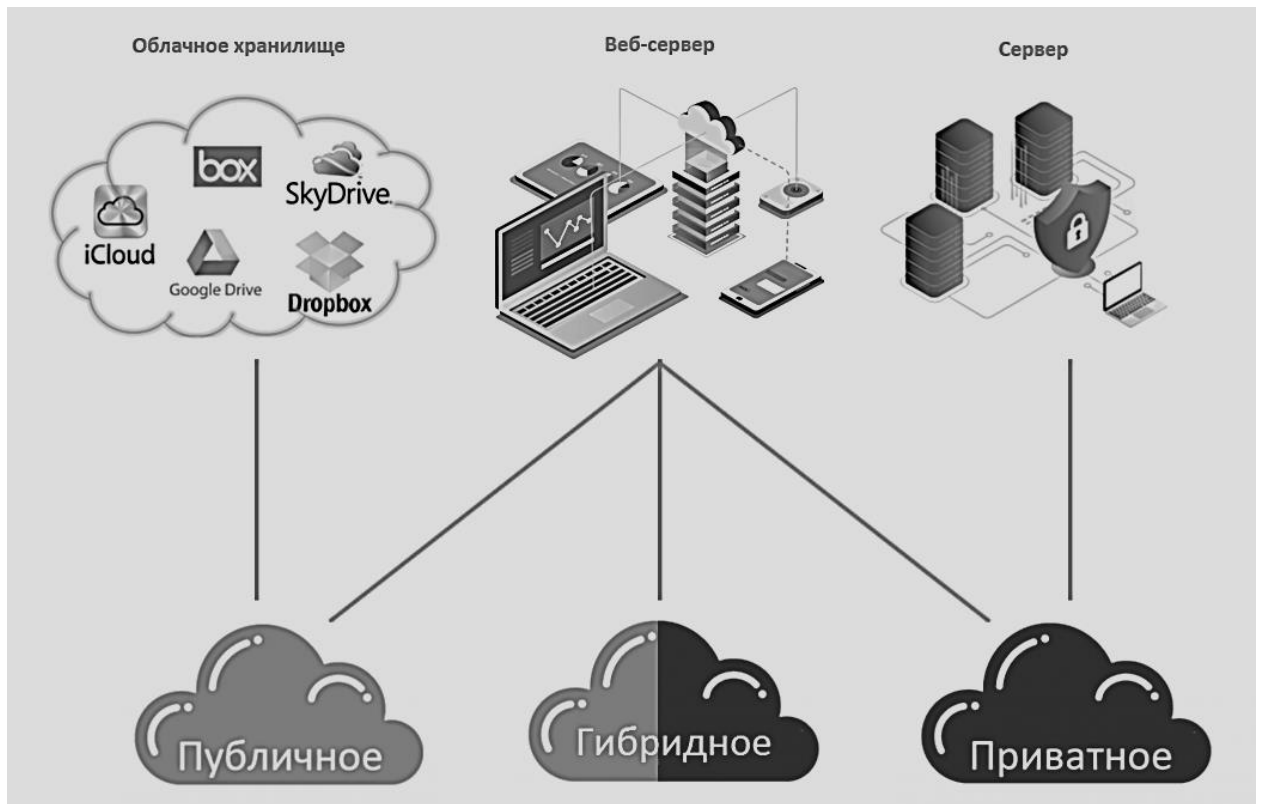 Облачное хранилище
Веб-сервер
Сервер
box
SkyDrive
iCloud
Google Drive
Dropbox
Публичное
Гибридное
Приватное